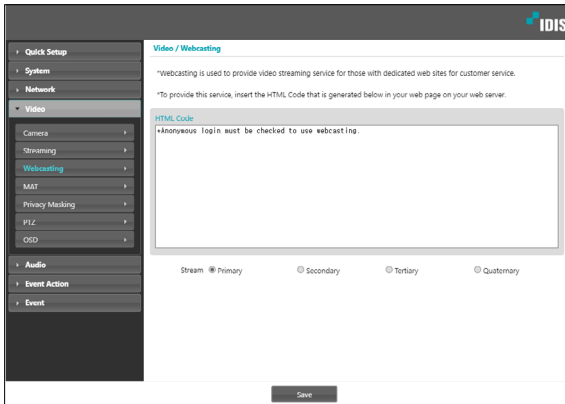 IDIS
Quick Setup
System
Network
Video
Camera
Streaming
Webcasting
MAT
Privacy Masking
PTZ
OSD
Audio
Event Action
Event
Video / Webcasting
*Webcasting is used to provide video streaming service for those with dedicated web sites for customer service.
*To provide this service, insert the HTML Code that is generated below in your web page on your web server.
HTML Code
*Anonymous login must be checked to use webcasting.
Stream Primary Secondary Tertiary Quaternary
Save